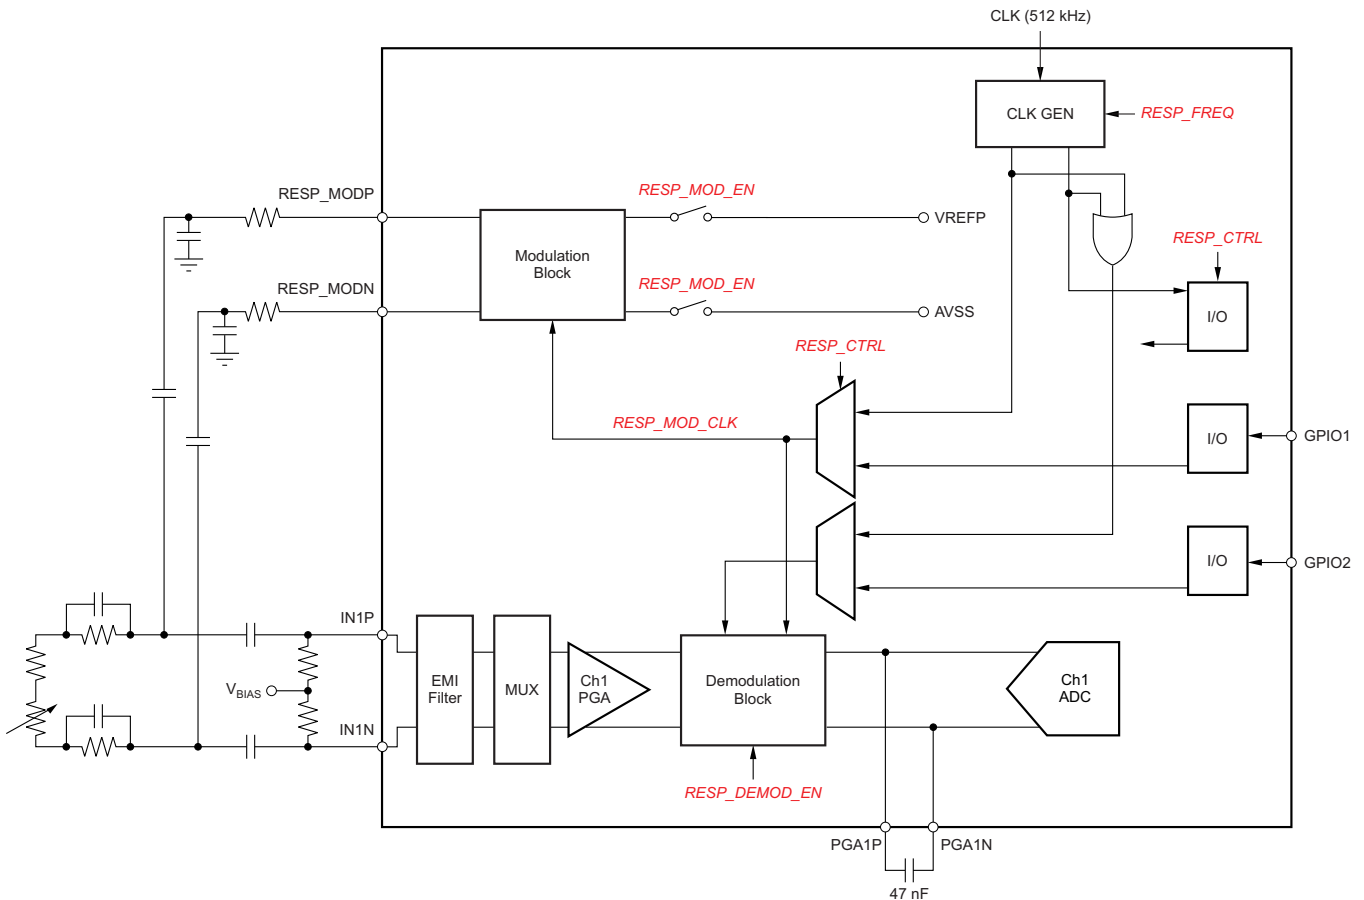 CLK (512 kHz)
CLK GEN
RESP_FREQ
RESP_MODP
RESP_MOD_EN
VREFP
Modulation
Block
RESP_CTRL
RESP_MODN
RESP_MOD_EN
AVSS
I/O
RESP_CTRL
RESP_MOD_CLK
I/O
GPIO1
I/O
GPIO2
IN1P
EMI
Filter
MUX
Ch1
PGA
Demodulation
Block
Ch1
ADC
VBIAS
IN1N
RESP_DEMOD_EN
PGA1P
PGA1N
47 nF